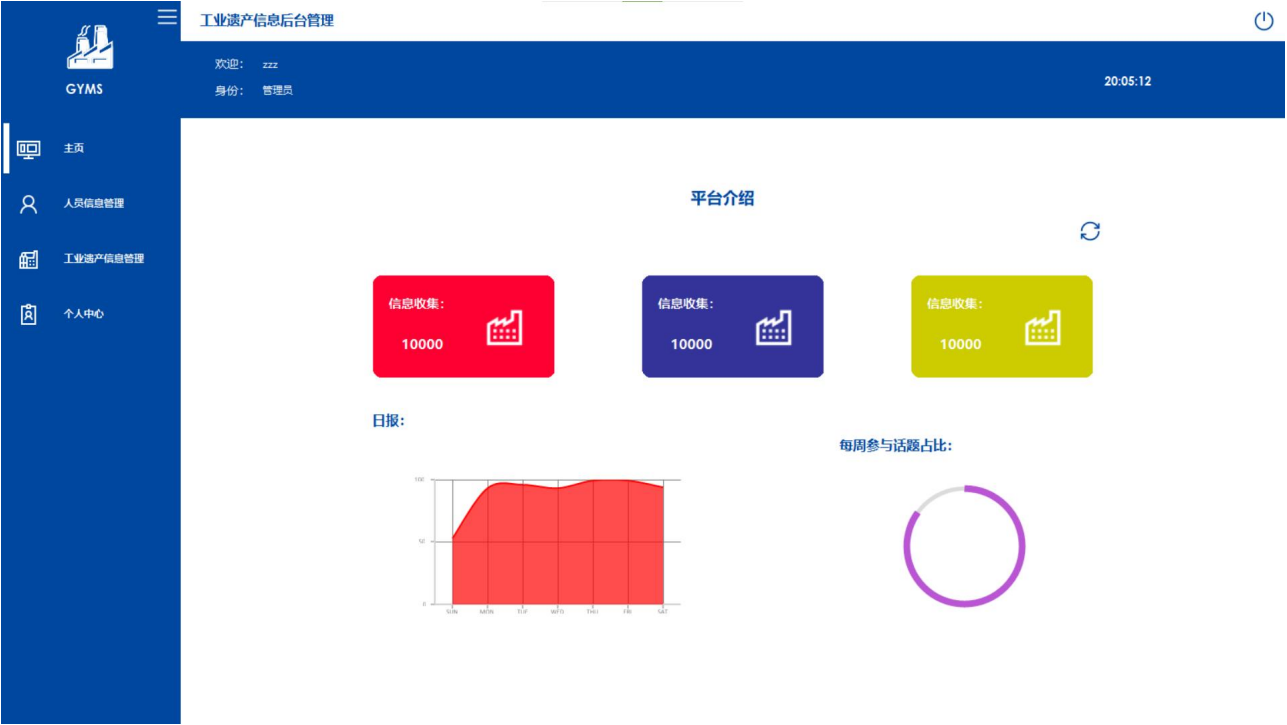 工业遗产信息后台管理
GYMS
欢迎: zzz
身份: 管理员
20:05:12
主页
人员信息管理
工业遗产信息管理
个人中心
平台介绍
信息收集:
10000
信息收集:
10000
信息收集:
10000
日报:
每周参与话题占比:
100
50
0
SUN MON TUE WED THU FRI SAT